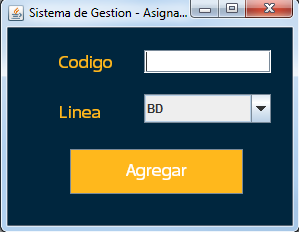 Sistema de Gestion - Asigna...
Codigo
Linea
BD
Agregar